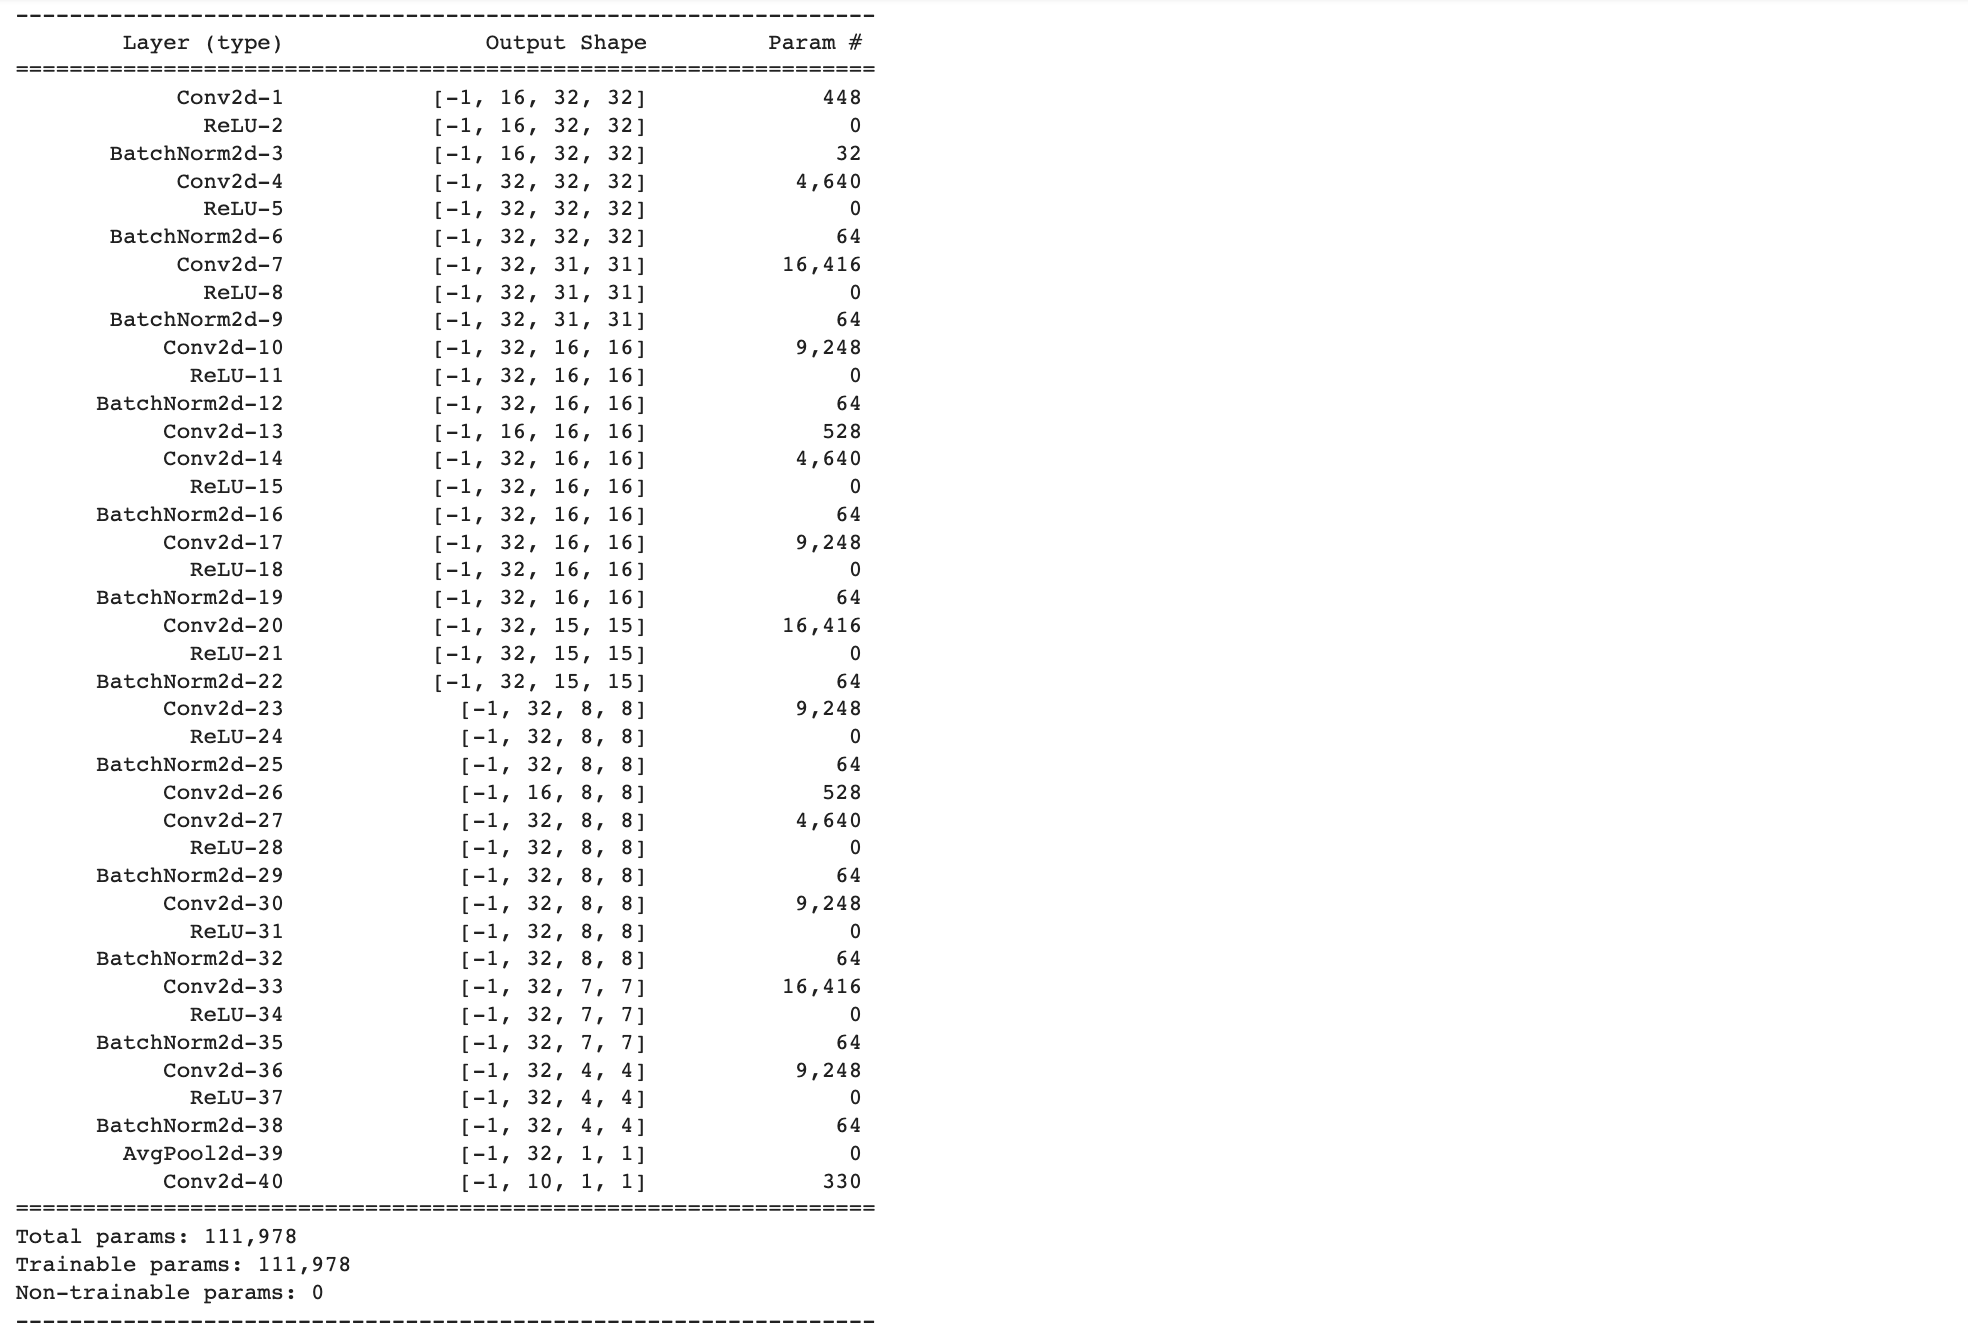 ----------------------------------------------------------------
Layer (type) Output Shape Param #
================================================================
Conv2d-1 [-1, 16, 32, 32] 448
ReLU-2 [-1, 16, 32, 32] 0
BatchNorm2d-3 [-1, 16, 32, 32] 32
Conv2d-4 [-1, 32, 32, 32] 4,640
ReLU-5 [-1, 32, 32, 32] 0
BatchNorm2d-6 [-1, 32, 32, 32] 64
Conv2d-7 [-1, 32, 31, 31] 16,416
ReLU-8 [-1, 32, 31, 31] 0
BatchNorm2d-9 [-1, 32, 31, 31] 64
Conv2d-10 [-1, 32, 16, 16] 9,248
ReLU-11 [-1, 32, 16, 16] 0
BatchNorm2d-12 [-1, 32, 16, 16] 64
Conv2d-13 [-1, 16, 16, 16] 528
Conv2d-14 [-1, 32, 16, 16] 4,640
ReLU-15 [-1, 32, 16, 16] 0
BatchNorm2d-16 [-1, 32, 16, 16] 64
Conv2d-17 [-1, 32, 16, 16] 9,248
ReLU-18 [-1, 32, 16, 16] 0
BatchNorm2d-19 [-1, 32, 16, 16] 64
Conv2d-20 [-1, 32, 15, 15] 16,416
ReLU-21 [-1, 32, 15, 15] 0
BatchNorm2d-22 [-1, 32, 15, 15] 64
Conv2d-23 [-1, 32, 8, 8] 9,248
ReLU-24 [-1, 32, 8, 8] 0
BatchNorm2d-25 [-1, 32, 8, 8] 64
Conv2d-26 [-1, 16, 8, 8] 528
Conv2d-27 [-1, 32, 8, 8] 4,640
ReLU-28 [-1, 32, 8, 8] 0
BatchNorm2d-29 [-1, 32, 8, 8] 64
Conv2d-30 [-1, 32, 8, 8] 9,248
ReLU-31 [-1, 32, 8, 8] 0
BatchNorm2d-32 [-1, 32, 8, 8] 64
Conv2d-33 [-1, 32, 7, 7] 16,416
ReLU-34 [-1, 32, 7, 7] 0
BatchNorm2d-35 [-1, 32, 7, 7] 64
Conv2d-36 [-1, 32, 4, 4] 9,248
ReLU-37 [-1, 32, 4, 4] 0
BatchNorm2d-38 [-1, 32, 4, 4] 64
AvgPool2d-39 [-1, 32, 1, 1] 0
Conv2d-40 [-1, 10, 1, 1] 330
================================================================
Total params: 111,978
Trainable params: 111,978
Non-trainable params: 0
----------------------------------------------------------------